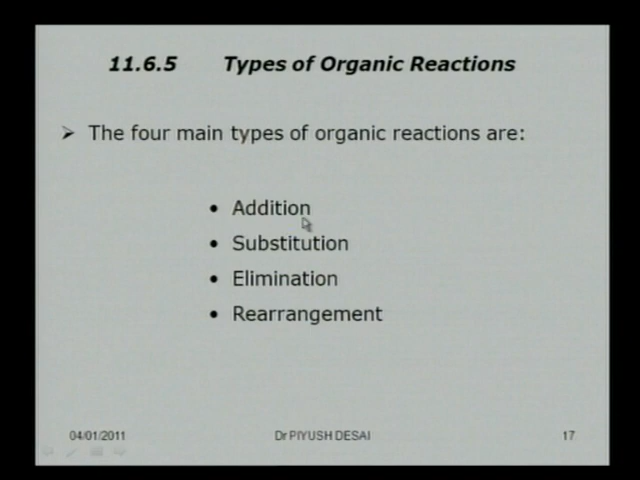 11.6.5 Types of Organic Reactions
➢ The four main types of organic reactions are:
• Addition
• Substitution
• Elimination
• Rearrangement
04/01/2011 Dr PIYUSH DESAI 17